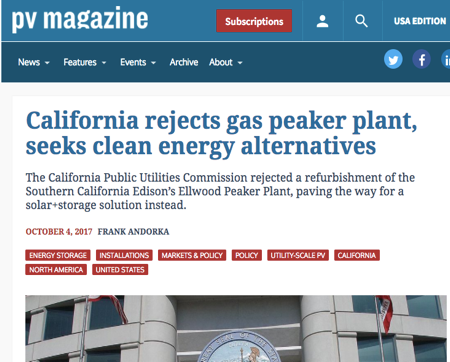 pv magazine Subscriptions USA EDITION
News Features Events Archive About
California rejects gas peaker plant,
seeks clean energy alternatives
The California Public Utilities Commission rejected a refurbishment of the
Southern California Edison's Ellwood Peaker Plant, paving the way for a
solar+storage solution instead.
OCTOBER 4, 2017 FRANK ANDORKA
ENERGY STORAGE INSTALLATIONS MARKETS & POLICY POLICY UTILITY-SCALE PV CALIFORNIA
NORTH AMERICA UNITED STATES